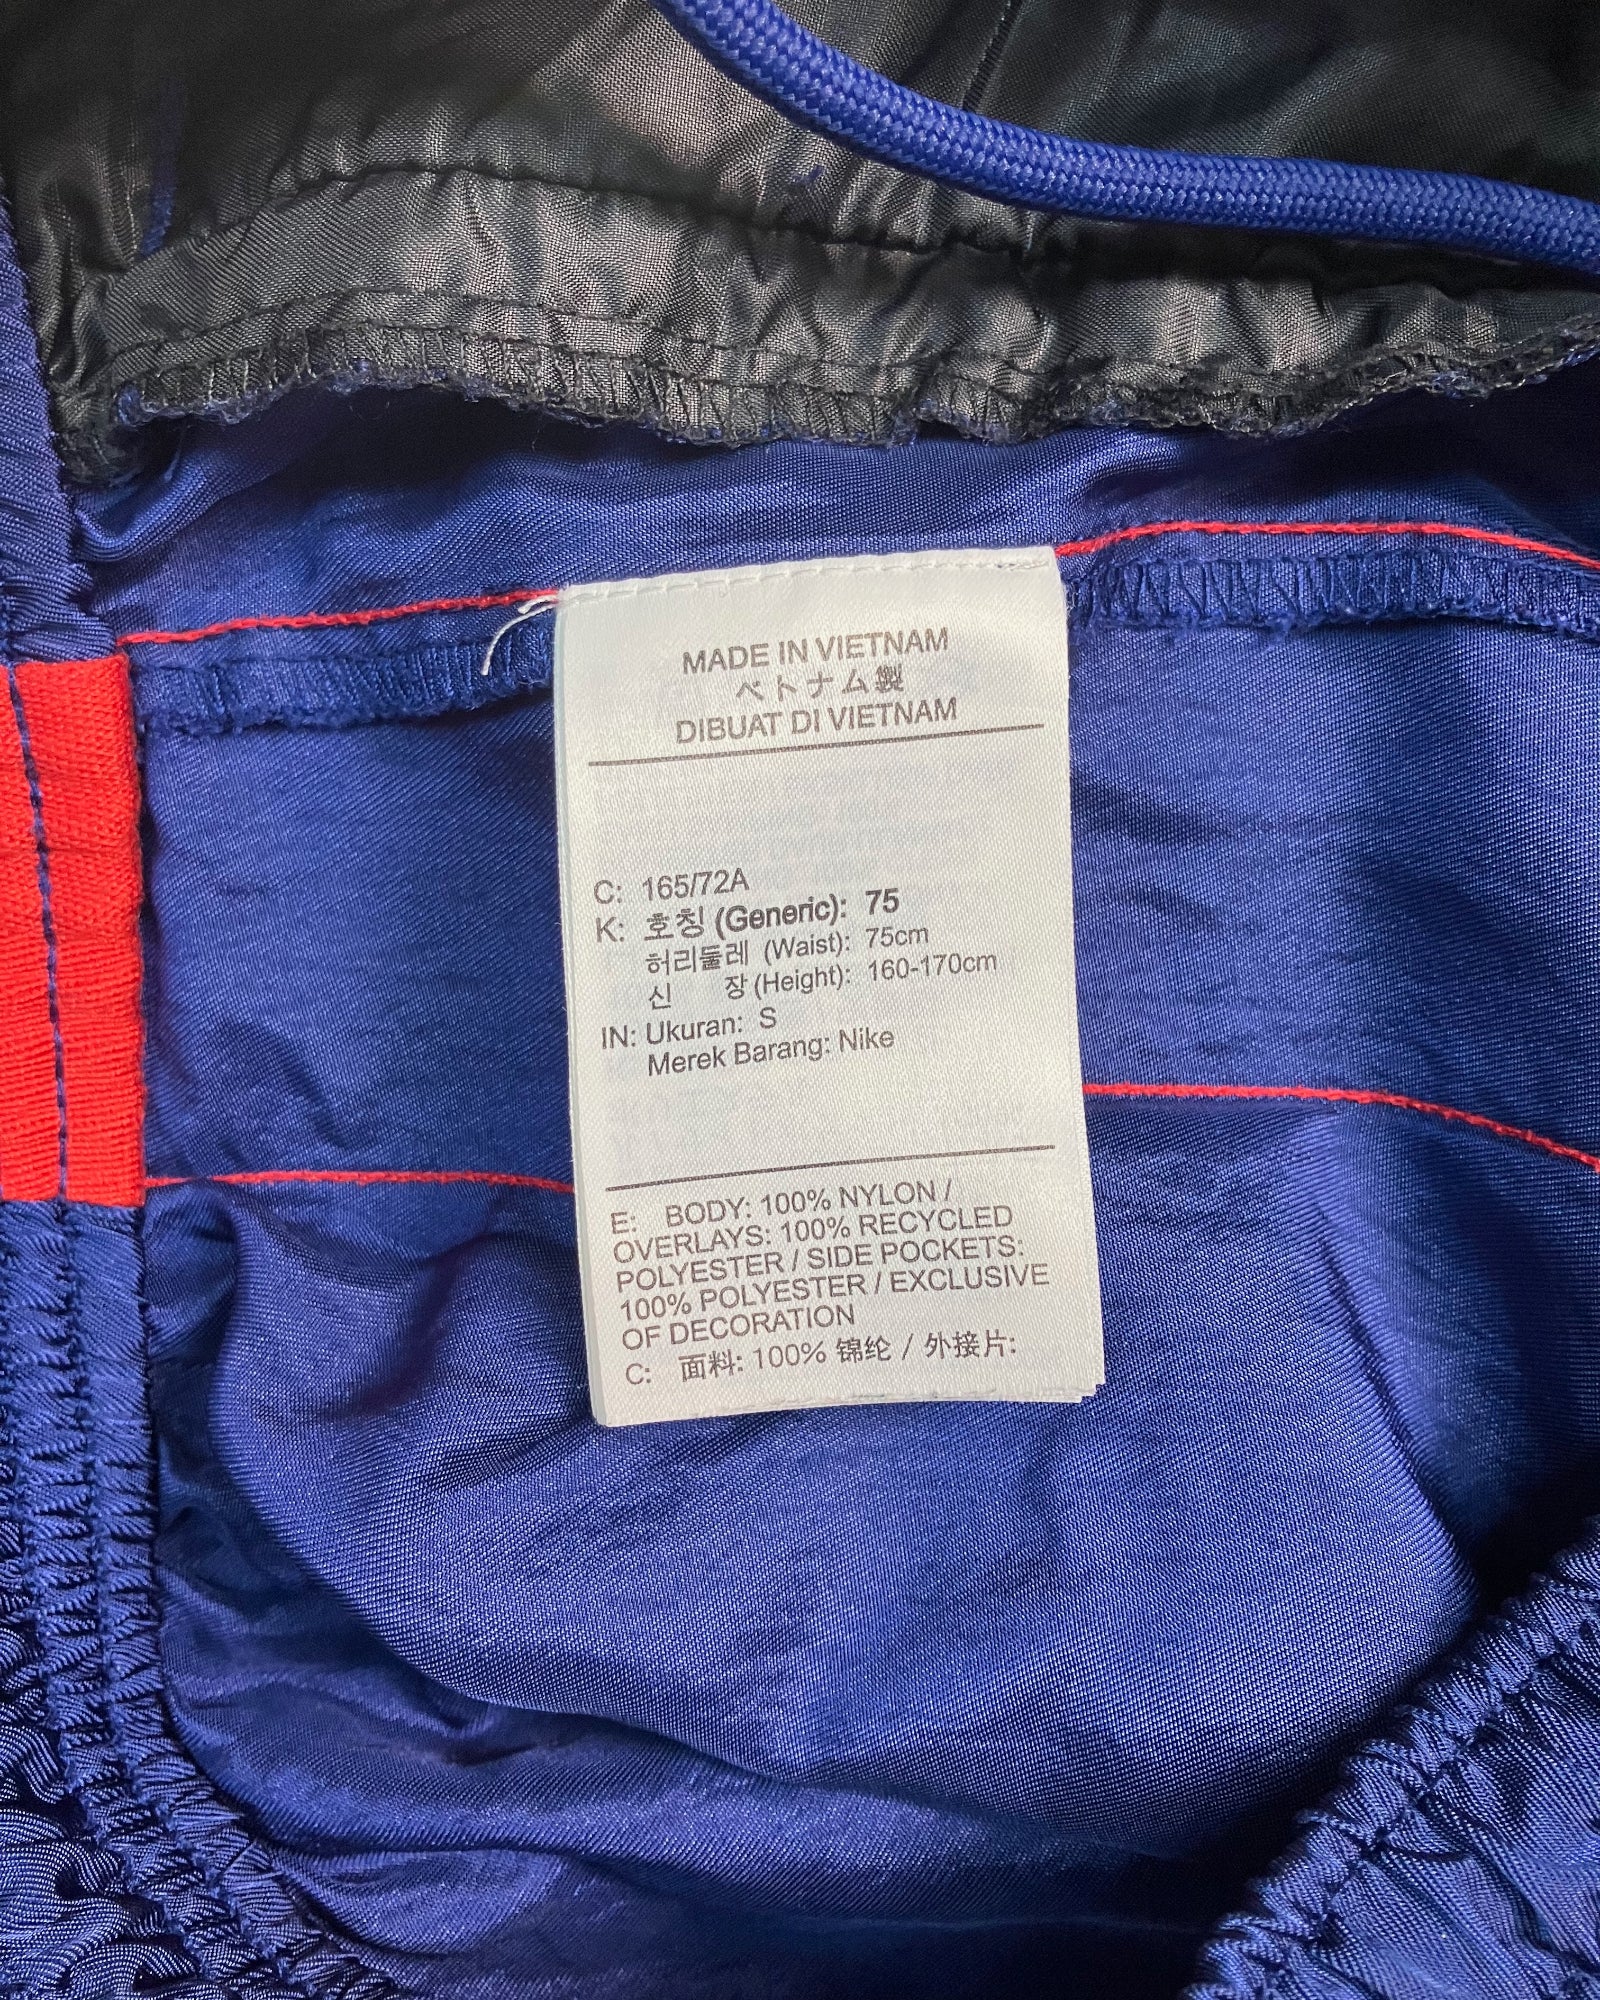 MADE IN VIETNAM
ベトナム製
DIBUAT DI VIETNAM
C: 165/72A
K: 호칭 (Generic): 75
허리둘레 (Waist): 75cm
신 장 (Height): 160-170cm
IN: Ukuran: S
Merek Barang: Nike
E: BODY: 100% NYLON /
OVERLAYS: 100% RECYCLED
POLYESTER / SIDE POCKETS:
100% POLYESTER / EXCLUSIVE
OF DECORATION
C: 面料: 100% 锦纶 / 外接片: